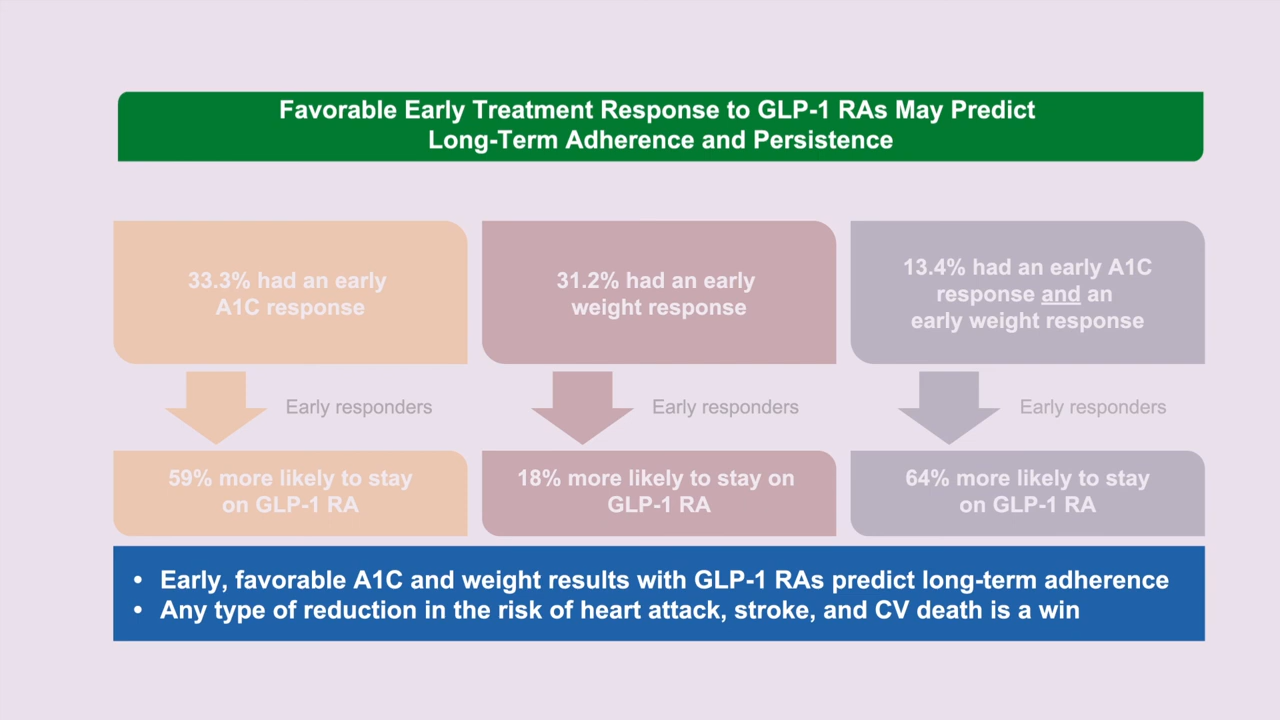 Favorable Early Treatment Response to GLP-1 RAs May Predict
Long-Term Adherence and Persistence
33.3% had an early
A1C response
31.2% had an early
weight response
13.4% had an early A1C
response and an
early weight response
Early responders
Early responders
Early responders
59% more likely to stay
on GLP-1 RA
18% more likely to stay on
GLP-1 RA
64% more likely to stay
on GLP-1 RA
• Early, favorable A1C and weight results with GLP-1 RAs predict long-term adherence
• Any type of reduction in the risk of heart attack, stroke, and CV death is a win